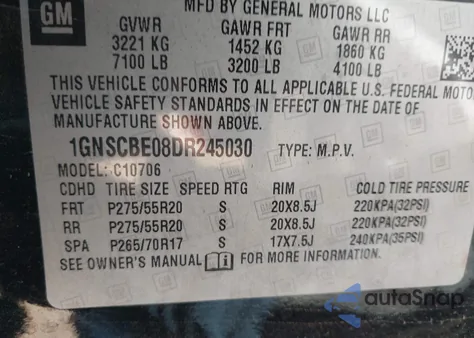 GM
MFD BY GENERAL MOTORS LLC
GVWR GAWR FRT GAWR RR
3221 KG 1452 KG 1860 KG
7100 LB 3200 LB 4100 LB
THIS VEHICLE CONFORMS TO ALL APPLICABLE U.S. FEDERAL MOTO
VEHICLE SAFETY STANDARDS IN EFFECT ON THE DATE OF
MANUFACTURE SHOWN ABOVE.
1GNSCBE08DR245030 TYPE: M.P.V.
MODEL: C10706
CDHD TIRE SIZE SPEED RTG RIM COLD TIRE PRESSURE
FRT P275/55R20 S 20X8.5J 220KPA(32PSI)
RR P275/55R20 S 20X8.5J 220KPA(32PSI)
SPA P265/70R17 S 17X7.5J 240KPA(35PSI)
SEE OWNER'S MANUAL FOR MORE INFORMATION.
autoSnap